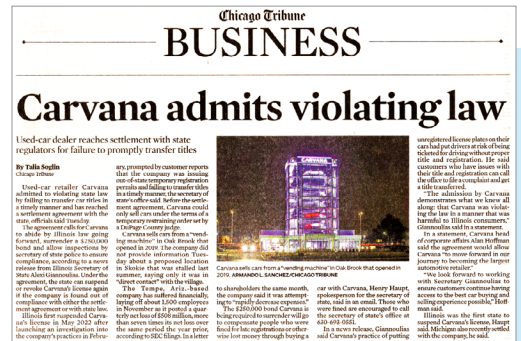 Chicago Tribune
BUSINESS
Carvana admits violating law
Used-car dealer reaches settlement with state
regulators for failure to promptly transfer titles
By Talia Soglin
Chicago Tribune
Used-car retailer Carvana
admitted to violating state law
by failing to transfer car titles in
a timely manner and has reached
a settlement agreement with the
state, officials said Tuesday.
The agreement calls for Carvana
to abide by Illinois law going
forward, surrender a $250,000
bond and allow inspections by
secretary of state police to ensure
compliance, according to a news
release from Illinois Secretary of
State Alexi Giannoulias. Under the
agreement, the state can suspend
or revoke Carvana's license again
if the company is found out of
compliance with either the settle-
ment agreement or with state law.
Illinois first suspended Carva-
na's license in May 2022 after
launching an investigation into
the company's practices in Febru-
ary, prompted by customer reports
that the company was issuing
out-of-state temporary registration
permits and failing to transfer titles
in a timely manner, the secretary of
state's office said. Before the settle-
ment agreement, Carvana could
only sell cars under the terms of a
temporary restraining order set by
a DuPage County judge.
Carvana sells cars from a "vend-
ing machine" in Oak Brook that
opened in 2019. The company did
not provide information Tues-
day about a proposed location
in Skokie that was stalled last
summer, saying only it was in
"direct contact" with the village.
The Tempe, Ariz.-based
company has suffered financially,
laying off about 1,500 employees
in November as it posted a quar-
terly net loss of $508 million, more
than seven times its net loss over
the same period the year prior,
according to SEC filings. In a letter
CARVANA
Carvana sells cars from a "vending machine" in Oak Brook that opened in
2019. ARMANDO L. SANCHEZ/CHICAGO TRIBUNE
to shareholders the same month,
the company said it was attempt-
ing to "rapidly decrease expenses."
The $250,000 bond Carvana is
being required to surrender will go
to compensate people who were
fined for late registrations or other-
wise lost money through buying a
car with Carvana, Henry Haupt,
spokesperson for the secretary of
state, said in an email. Those who
were fined are encouraged to call
the secretary of state's office at
630-693-0551.
In a news release, Giannoulias
said Carvana's practice of putting
unregistered license plates on their
cars had put drivers at risk of being
ticketed for driving without proper
title and registration. He said
customers who have issues with
their title and registration can call
the office to file a complaint and get
a title transferred.
"The admission by Carvana
demonstrates what we knew all
along: that Carvana was violat-
ing the law in a manner that was
harmful to Illinois consumers,"
Giannoulias said in a statement.
In a statement, Carvana head
of corporate affairs Alan Hoffman
said the agreement would allow
Carvana "to move forward in our
journey to becoming the largest
automotive retailer."
"We look forward to working
with Secretary Giannoulias to
ensure customers continue having
access to the best car buying and
selling experience possible," Hoff-
man said.
Illinois was the first state to
suspend Carvana's license, Haupt
said. Michigan also recently settled
with the company, he said.